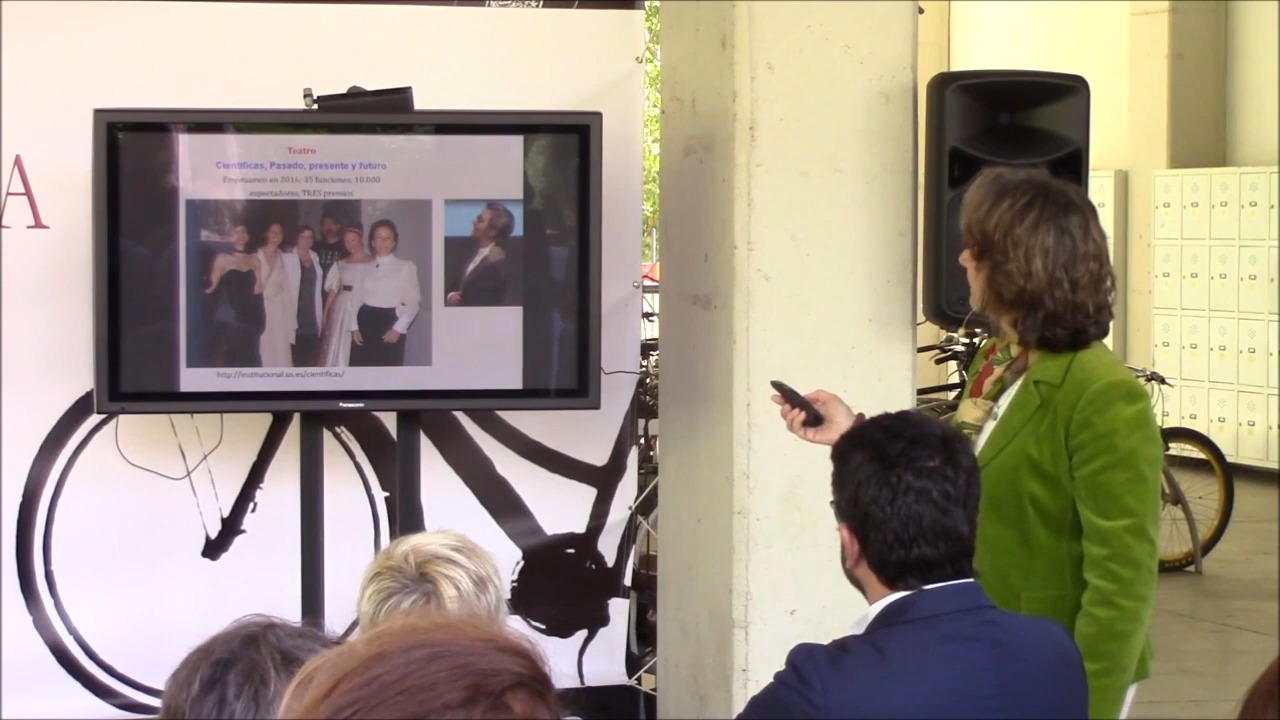 A
Teatro
Científicas, Pasado, presente y futuro
Empezamos en 2016; 35 funciones; 10.000
espectadores; TRES premios
http://institucional.us.es/cientificas/
Panasonic